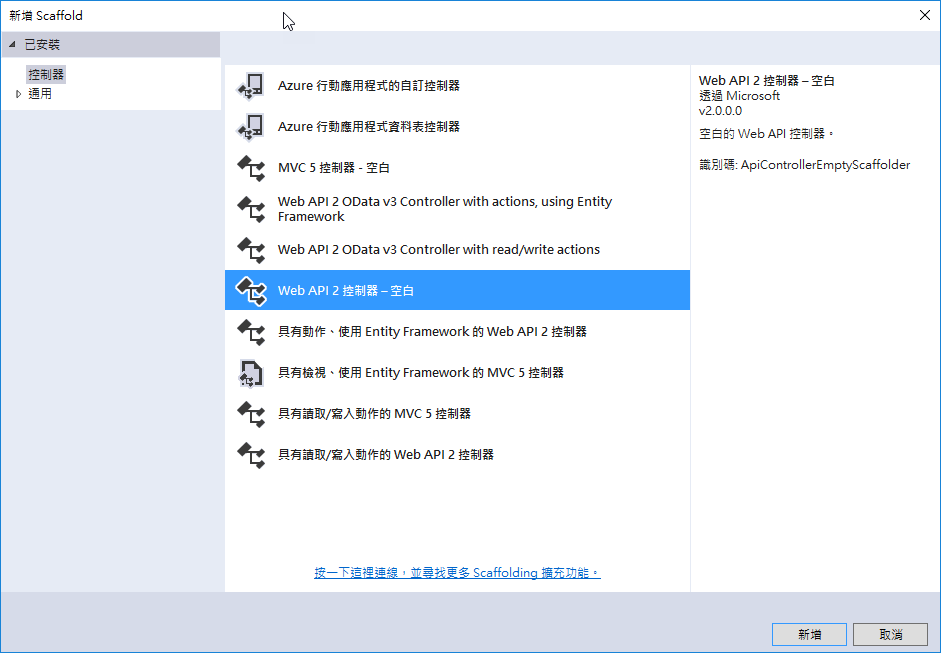 新增 Scaffold
已安裝
控制器
通用
Azure 行動應用程式的自訂控制器
Azure 行動應用程式資料表控制器
MVC 5 控制器 - 空白
Web API 2 OData v3 Controller with actions, using Entity
Framework
Web API 2 OData v3 Controller with read/write actions
Web API 2 控制器 – 空白
具有動作、使用 Entity Framework 的 Web API 2 控制器
具有檢視、使用 Entity Framework 的 MVC 5 控制器
具有讀取/寫入動作的 MVC 5 控制器
具有讀取/寫入動作的 Web API 2 控制器
按一下這裡連線，並尋找更多 Scaffolding 擴充功能。
Web API 2 控制器 – 空白
透過 Microsoft
v2.0.0.0
空白的 Web API 控制器。
識別碼: ApiControllerEmptyScaffolder
新增
取消